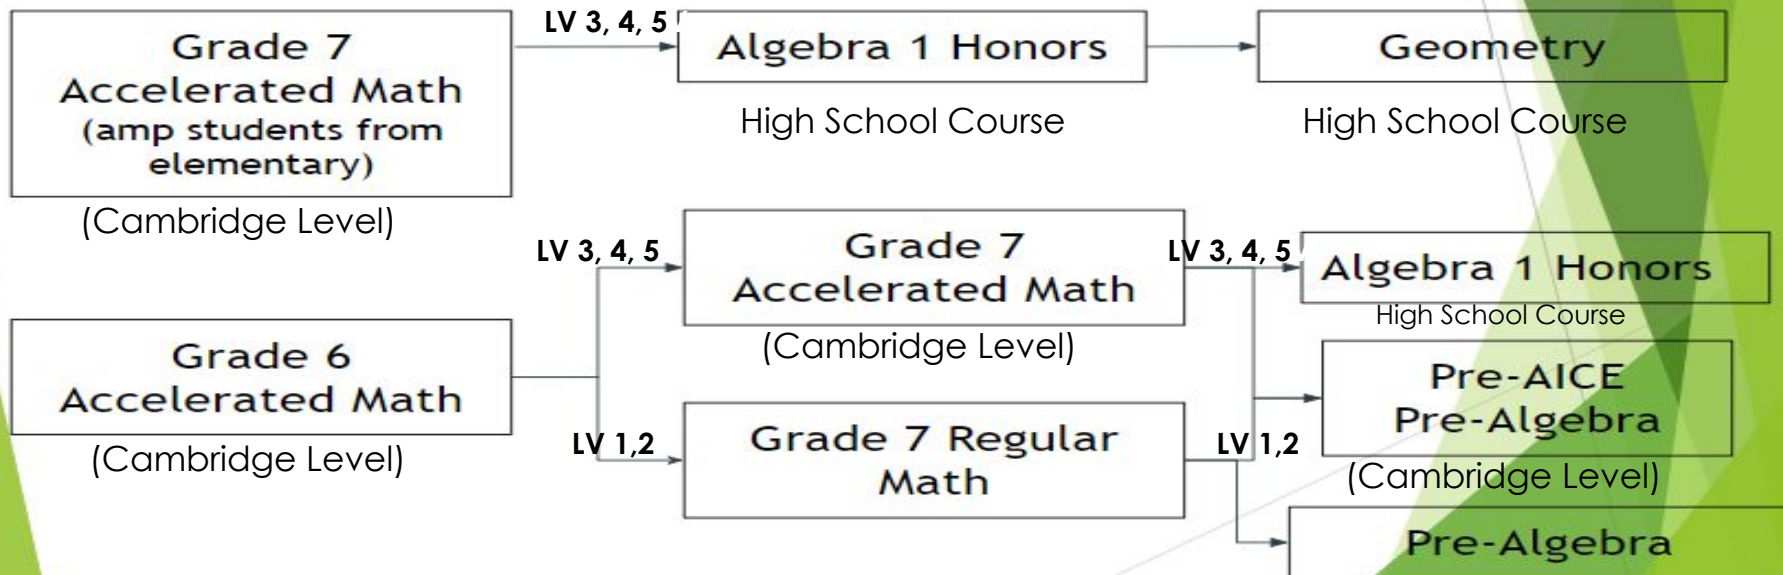 LV 3, 4, 5
Grade 7
Accelerated Math
(amp students from
elementary)
(Cambridge Level)
Algebra 1 Honors
High School Course
Geometry
High School Course
Grade 6
Accelerated Math
(Cambridge Level)
LV 3, 4, 5
LV 1,2
Grade 7
Accelerated Math
(Cambridge Level)
Grade 7 Regular
Math
LV 3, 4, 5
LV 1,2
Algebra 1 Honors
High School Course
Pre-AICE
Pre-Algebra
(Cambridge Level)
Pre-Algebra